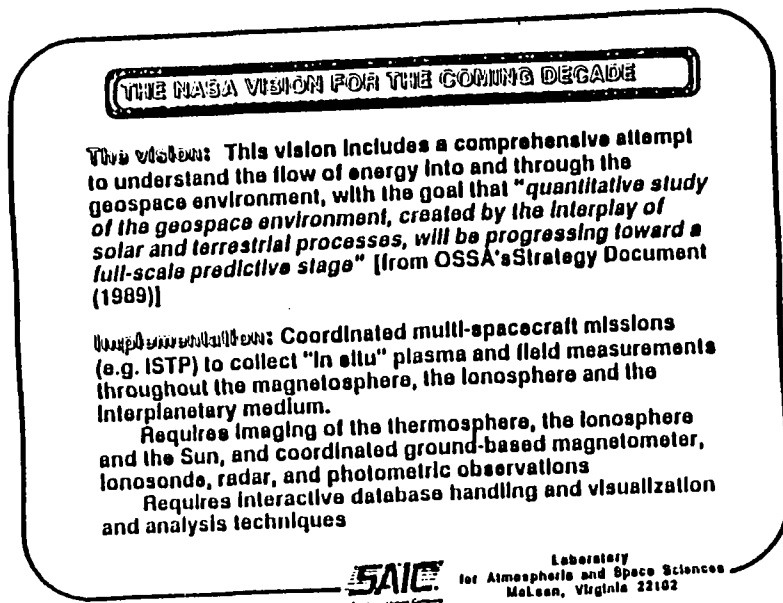 THE NASA VISION FOR THE COMING DECADE
The vision: This vision includes a comprehensive attempt
to understand the flow of energy into and through the
geospace environment, with the goal that "quantitative study
of the geospace environment, created by the interplay of
solar and terrestrial processes, will be progressing toward a
full-scale predictive stage" [from OSSA'sStrategy Document
(1989)]
Implementation: Coordinated multi-spacecraft missions
(e.g. ISTP) to collect "in situ" plasma and field measurements
throughout the magnetosphere, the ionosphere and the
interplanetary medium.
Requires imaging of the thermosphere, the ionosphere
and the Sun, and coordinated ground-based magnetometer,
ionosonde, radar, and photometric observations
Requires interactive database handling and visualization
and analysis techniques
SAIC
Laboratory
for Atmospheric and Space Sciences
McLean, Virginia 22102